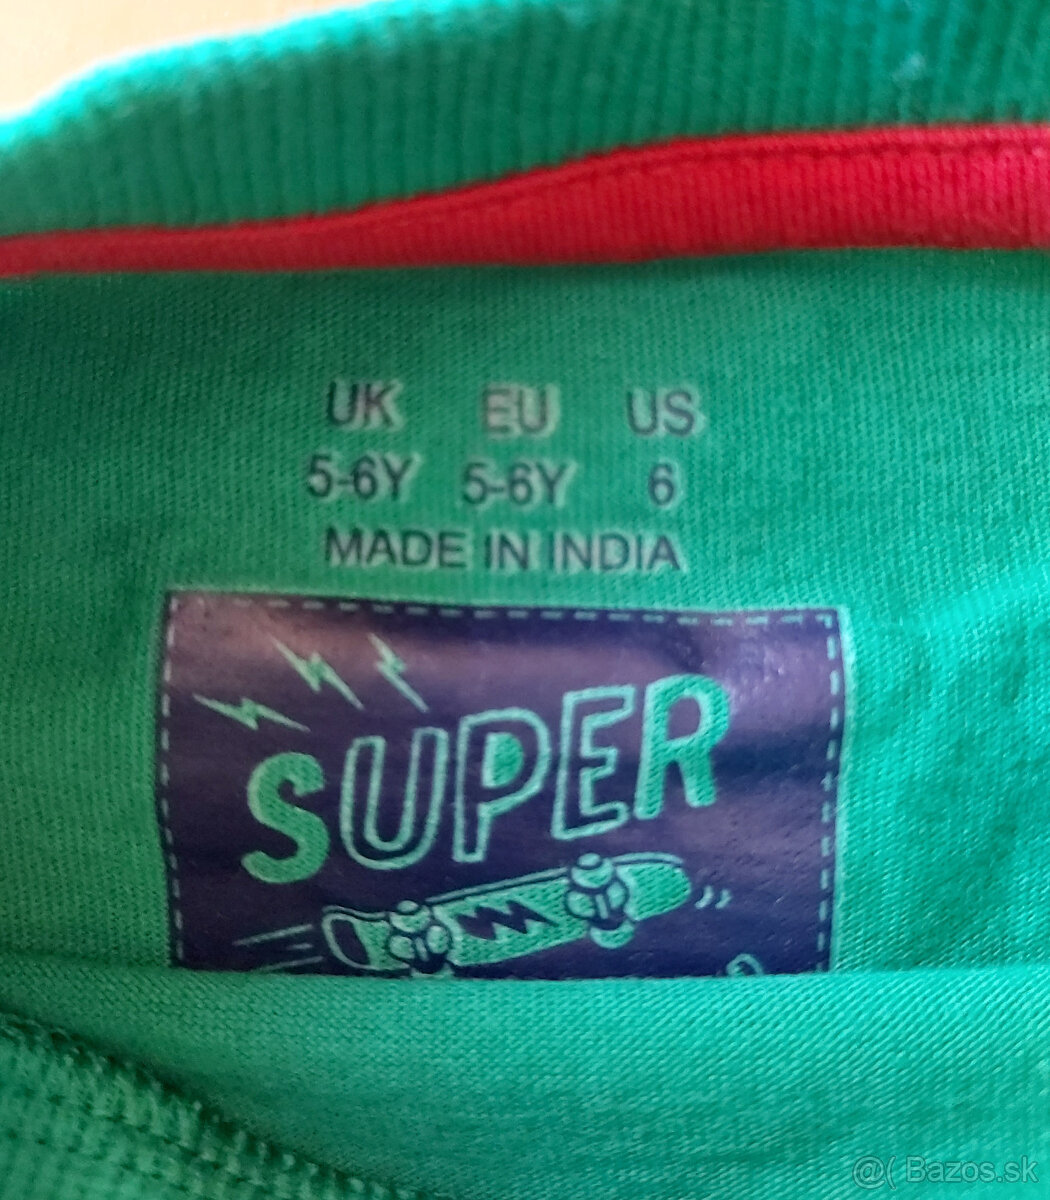 UK EU US
5-6Y 5-6Y 6
MADE IN INDIA
SUPER
@( Bazos.sk